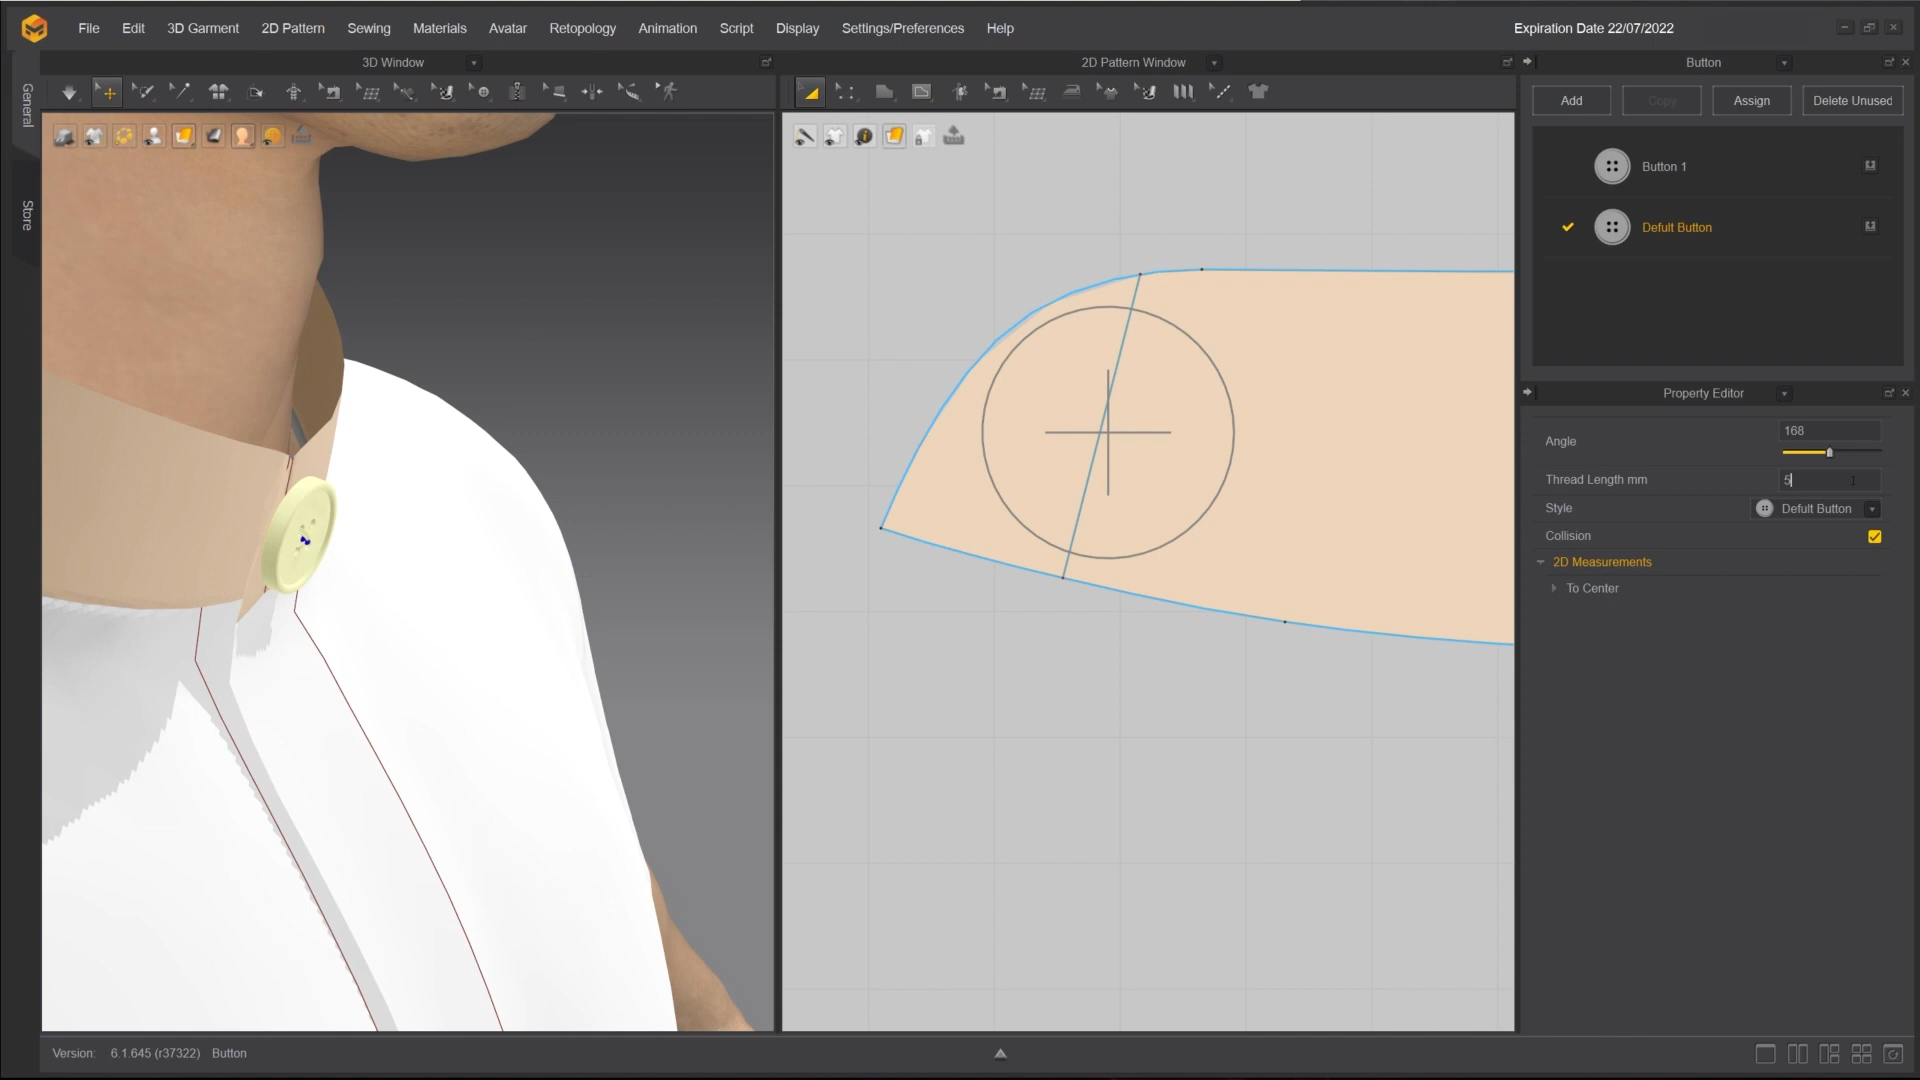 File Edit 3D Garment 2D Pattern Sewing Materials Avatar Retopology Animation Script Display Settings/Preferences Help Expiration Date 22/07/2022
3D Window
2D Pattern Window
Button
General
Store
Add Copy Assign Delete Unused
Button 1
Defult Button
Property Editor
Angle 168
Thread Length mm 5
Style Defult Button
Collision
2D Measurements
To Center
Version: 6.1.645 (r37322) Button